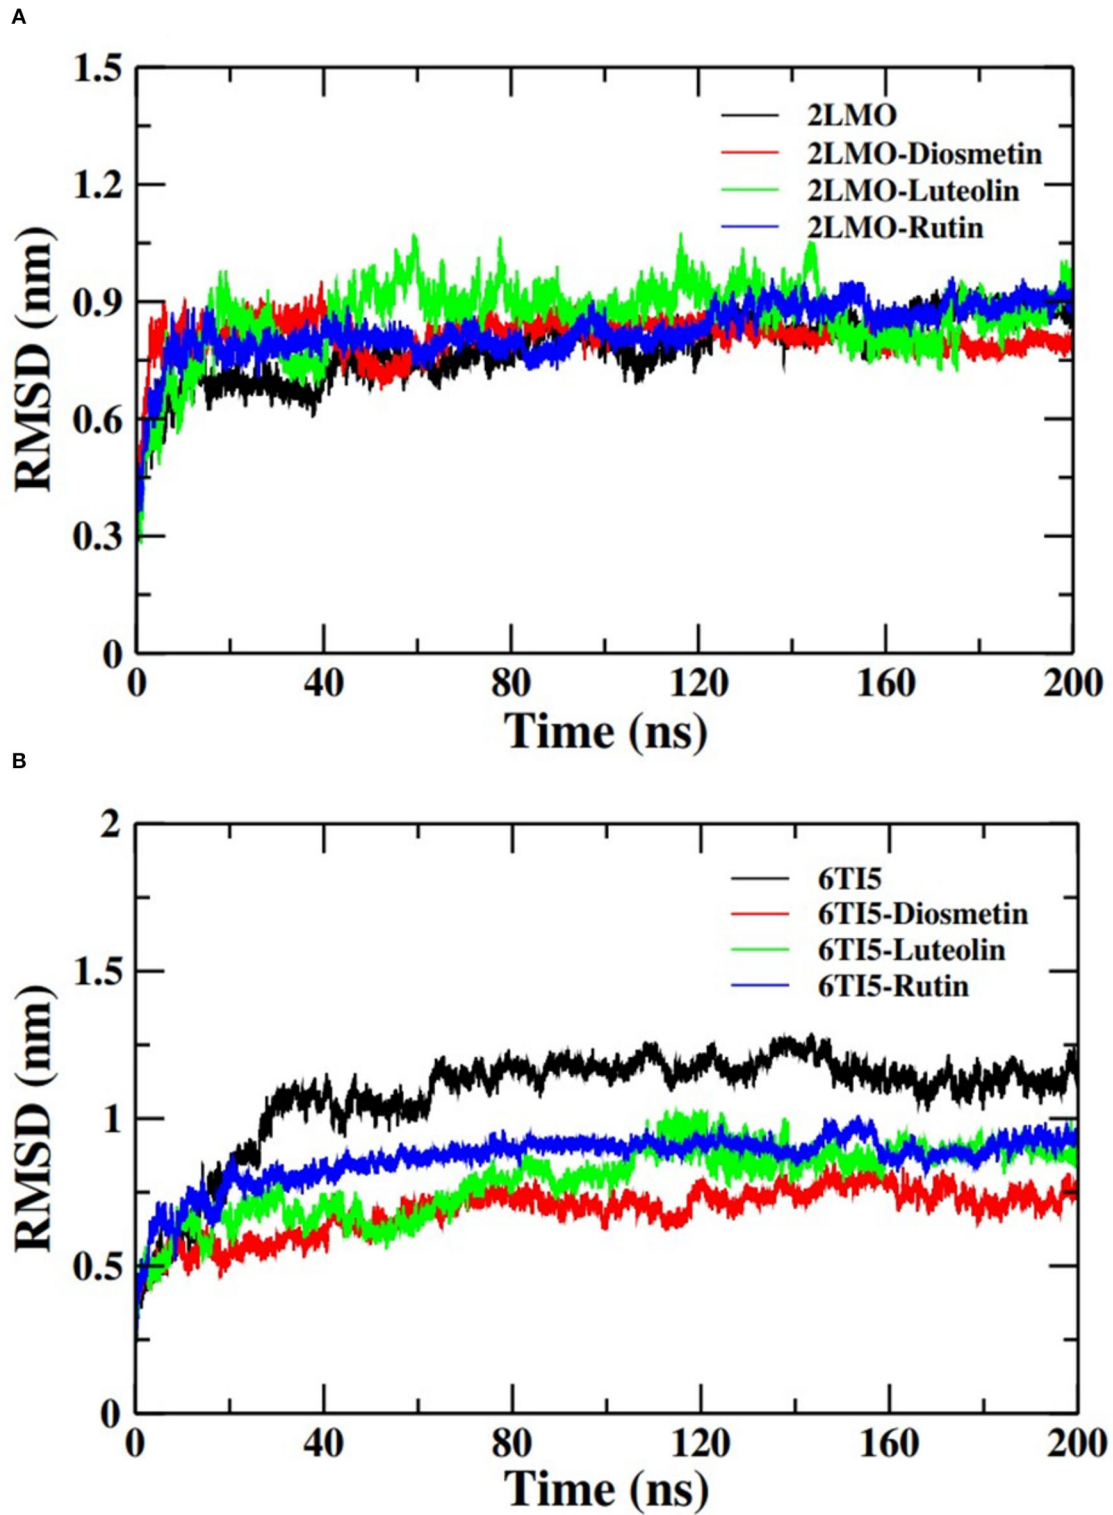 A
1.5
1.2
0.9
0.6
0.3
0
RMSD (nm)
2LMO
2LMO-Diosmetin
2LMO-Luteolin
2LMO-Rutin
0 40 80 120 160 200
Time (ns)
B
2
1.5
1
0.5
0
RMSD (nm)
6TI5
6TI5-Diosmetin
6TI5-Luteolin
6TI5-Rutin
0 40 80 120 160 200
Time (ns)